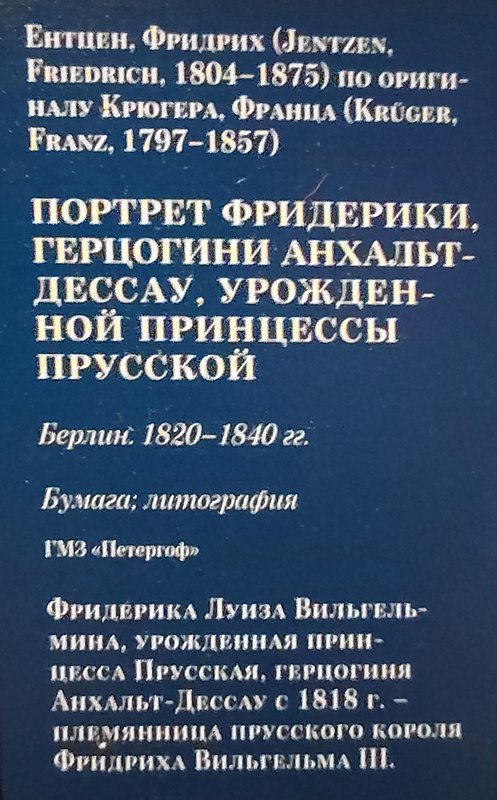 Ентцен, Фридрих (Jentzen,
Friedrich, 1804–1875) по ориги-
налу Крюгера, Франца (Krüger,
Franz, 1797–1857)
ПОРТРЕТ ФРИДЕРИКИ,
ГЕРЦОГИНИ АНХАЛЬТ-
ДЕССАУ, УРОЖДЕН-
НОЙ ПРИНЦЕССЫ
ПРУССКОЙ
Берлин. 1820–1840 гг.
Бумага; литография
ГМЗ «Петергоф»
Фридерика Луиза Вильгель-
мина, урожденная прин-
цесса Прусская, герцогиня
Анхальт-Дессау с 1818 г. –
племянница прусского короля
Фридриха Вильгельма III.